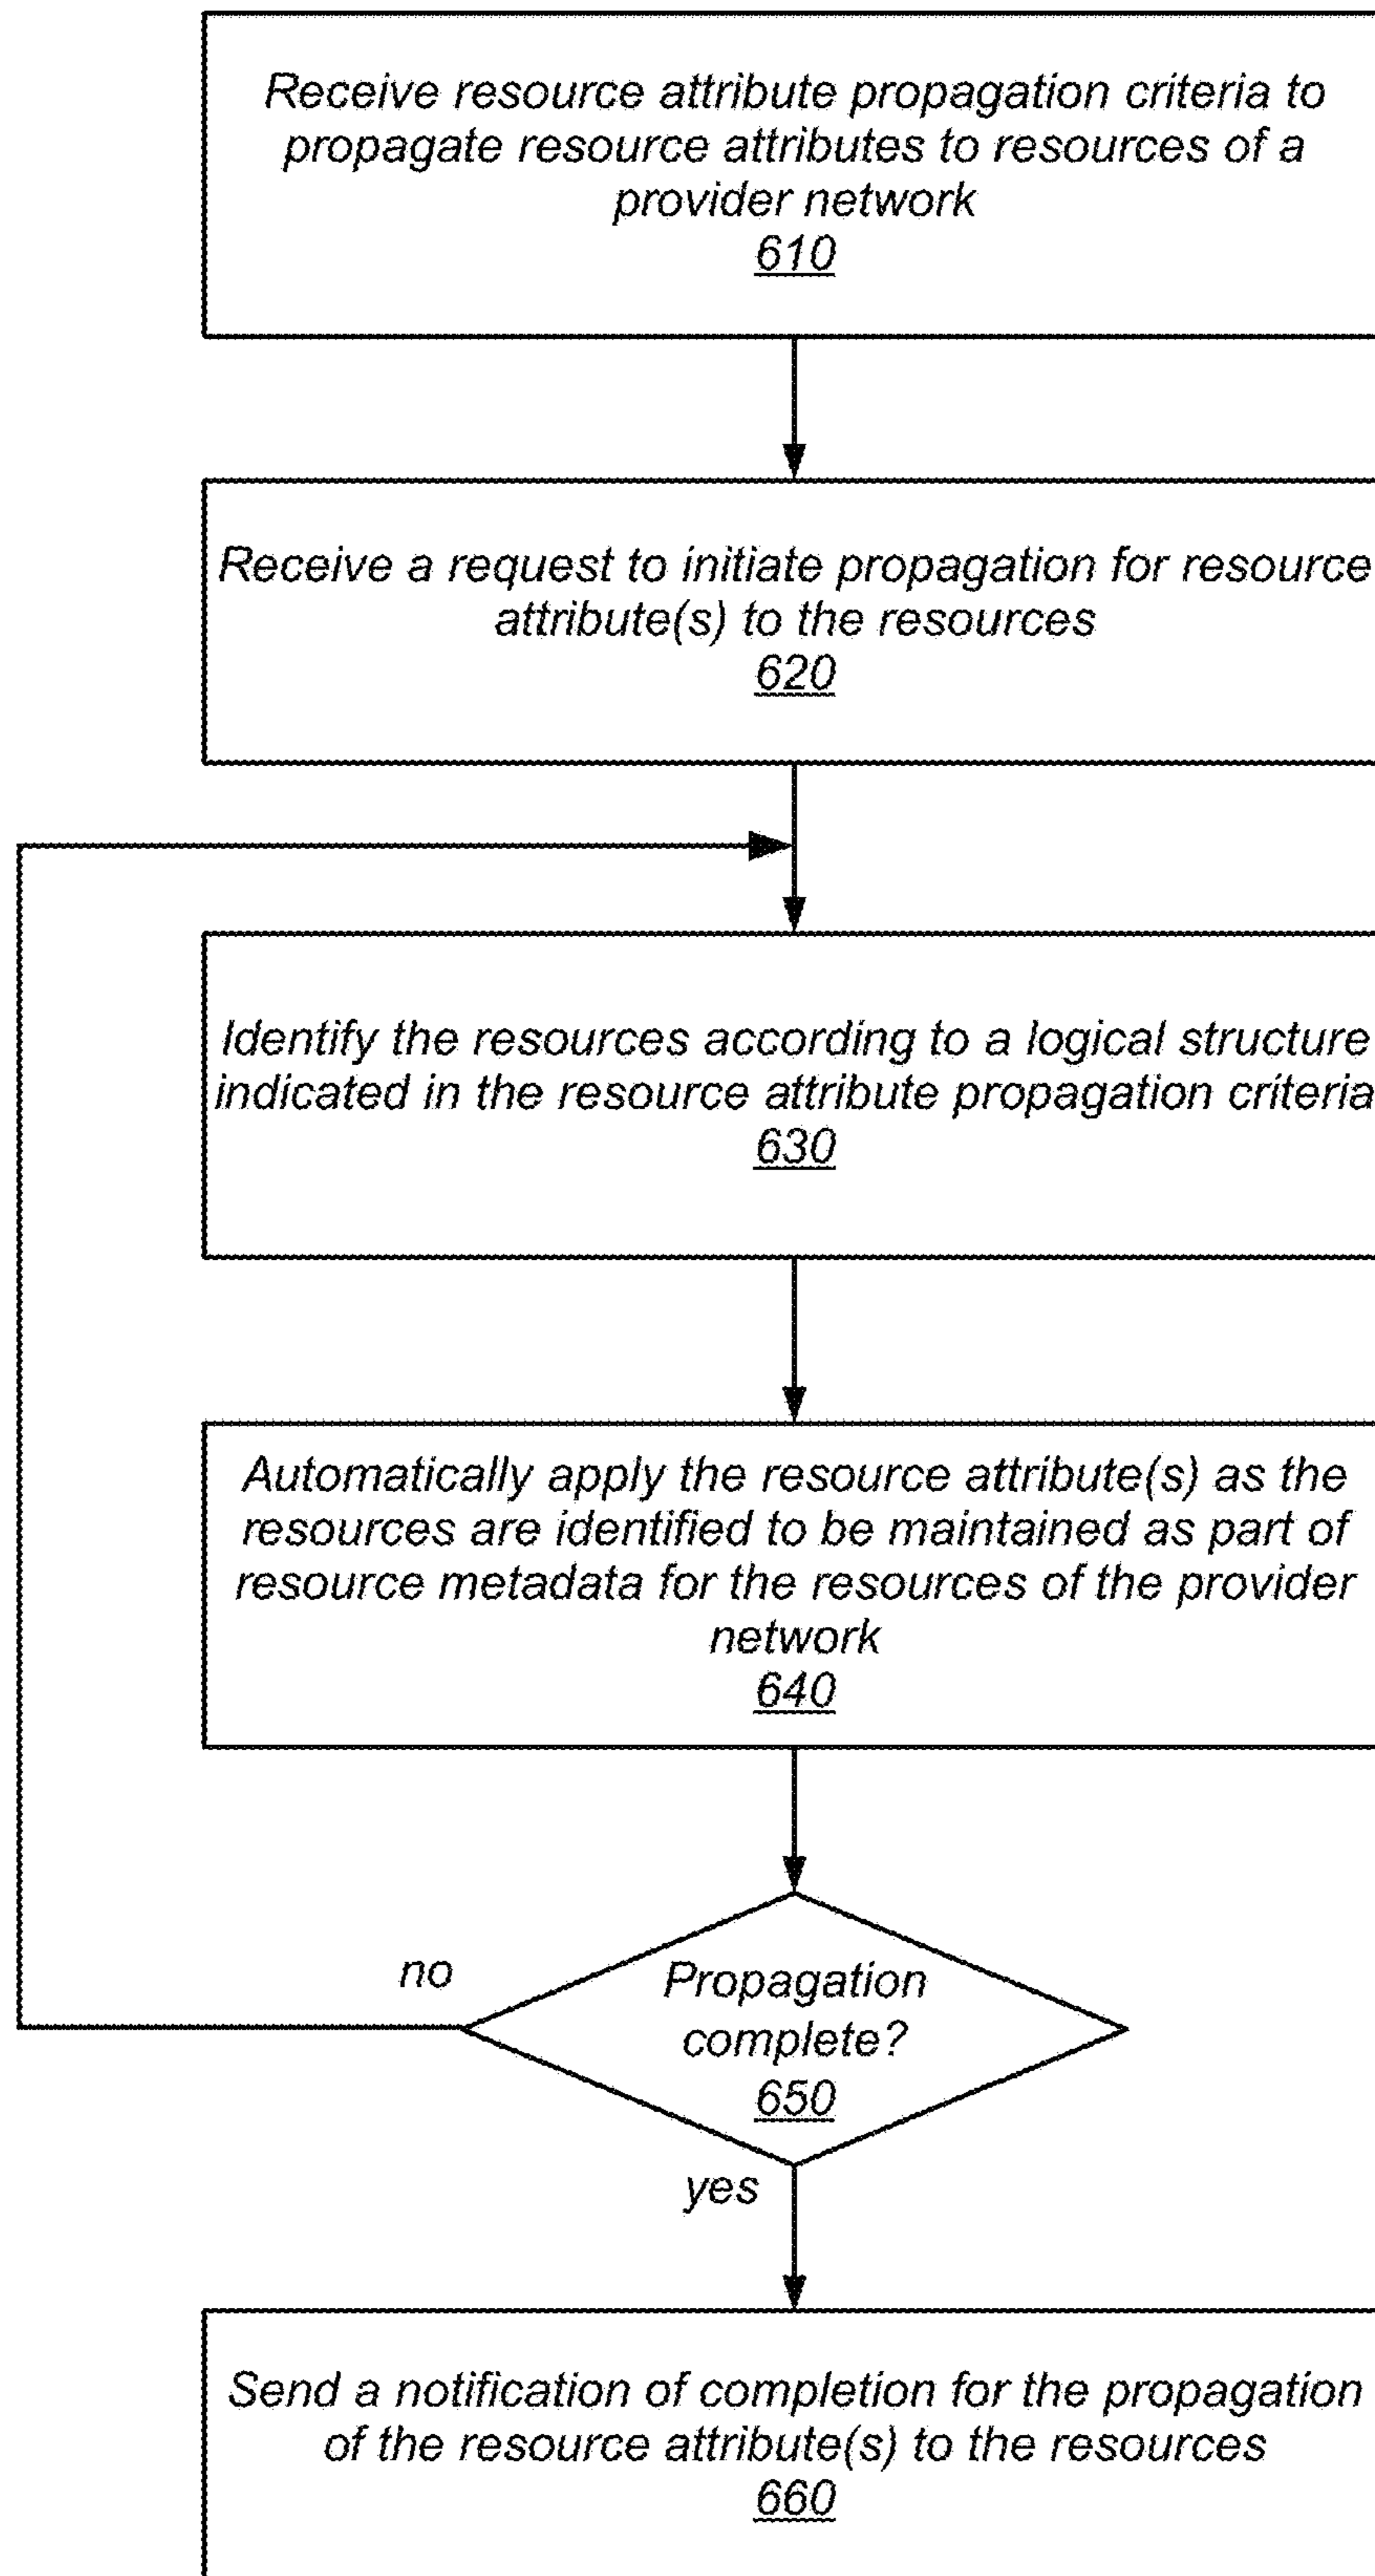 Receive resource attribute propagation criteria to
propagate resource attributes to resources of a
provider network
610
Receive a request to initiate propagation for resource
attribute(s) to the resources
620
Identify the resources according to a logical structure
indicated in the resource attribute propagation criteria
630
Automatically apply the resource attribute(s) as the
resources are identified to be maintained as part of
resource metadata for the resources of the provider
network
640
no
Propagation
complete?
650
yes
Send a notification of completion for the propagation
of the resource attribute(s) to the resources
660